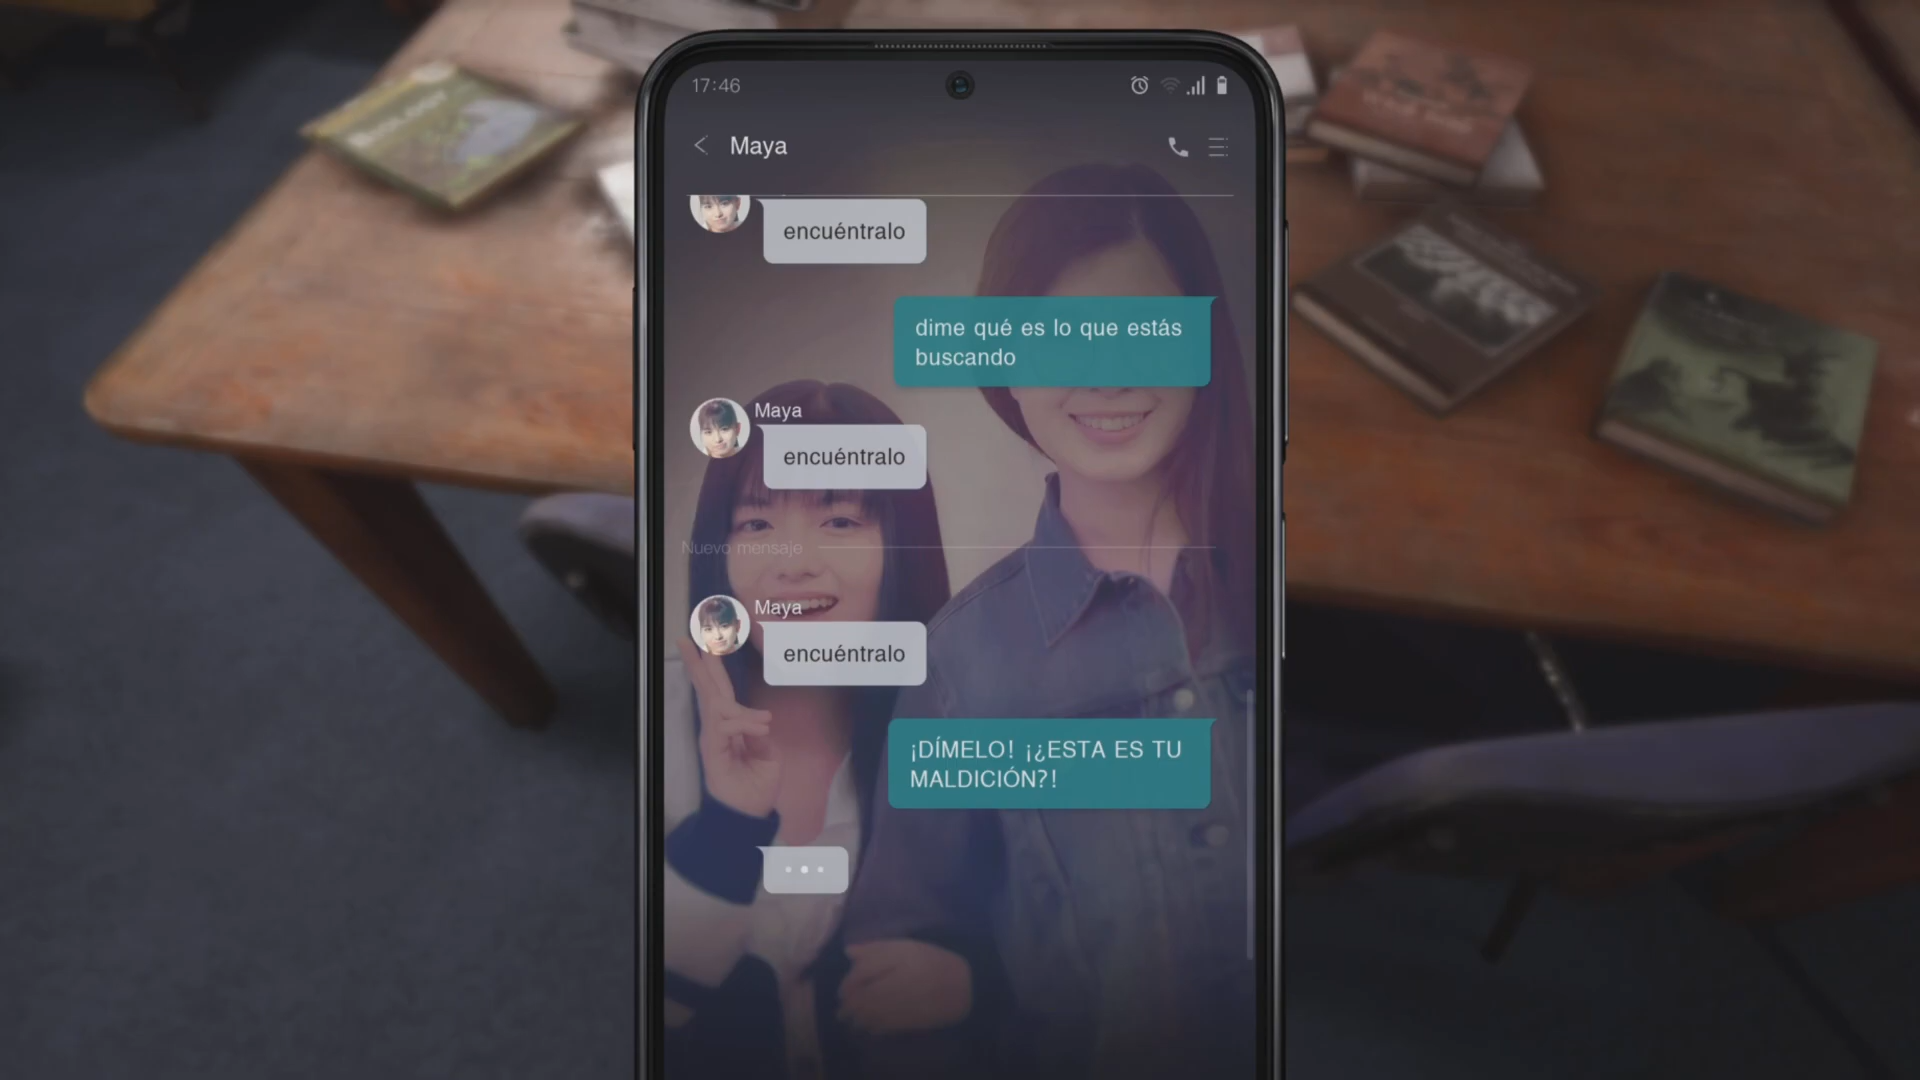 17:46
Maya
encuéntralo
dime qué es lo que estás
buscando
Maya
encuéntralo
Nuevo mensaje
Maya
encuéntralo
¡DÍMELO! ¡¿ESTA ES TU
MALDICIÓN?!